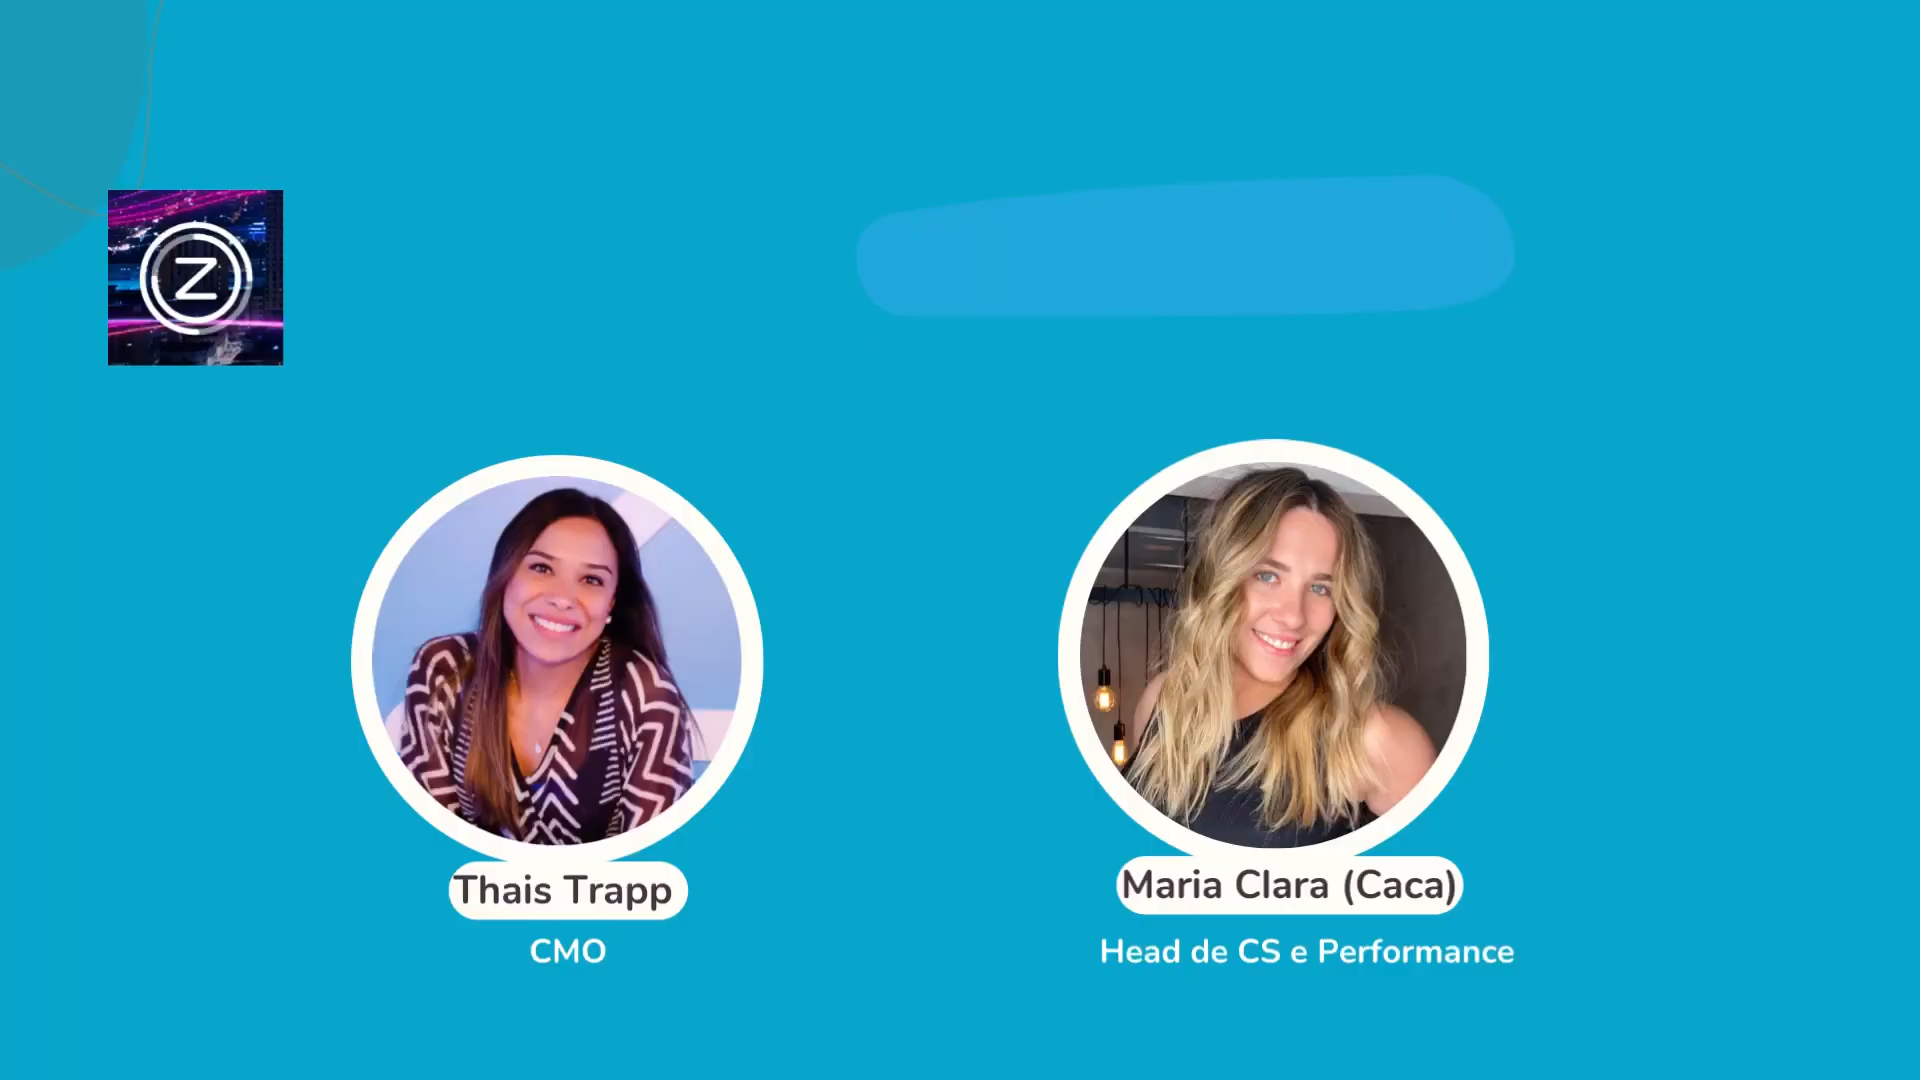 Z
Thais Trapp
CMO
Maria Clara (Caca)
Head de CS e Performance